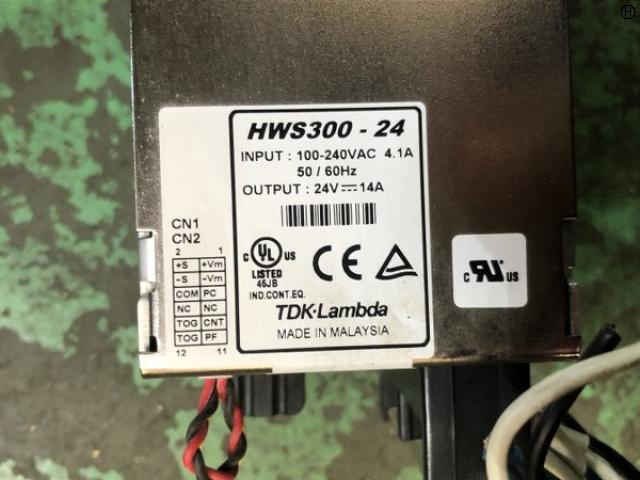 H
HWS300 - 24
INPUT : 100-240VAC 4.1A
50 / 60Hz
OUTPUT : 24V⎓14A
CN1
CN2
2 1
+S +Vm
-S -Vm
COM PC
NC NC
TOG CNT
TOG PF
12 11
C UL US
LISTED
45JB
IND.CONT.EQ.
CE
TDK-Lambda
MADE IN MALAYSIA
C RU US